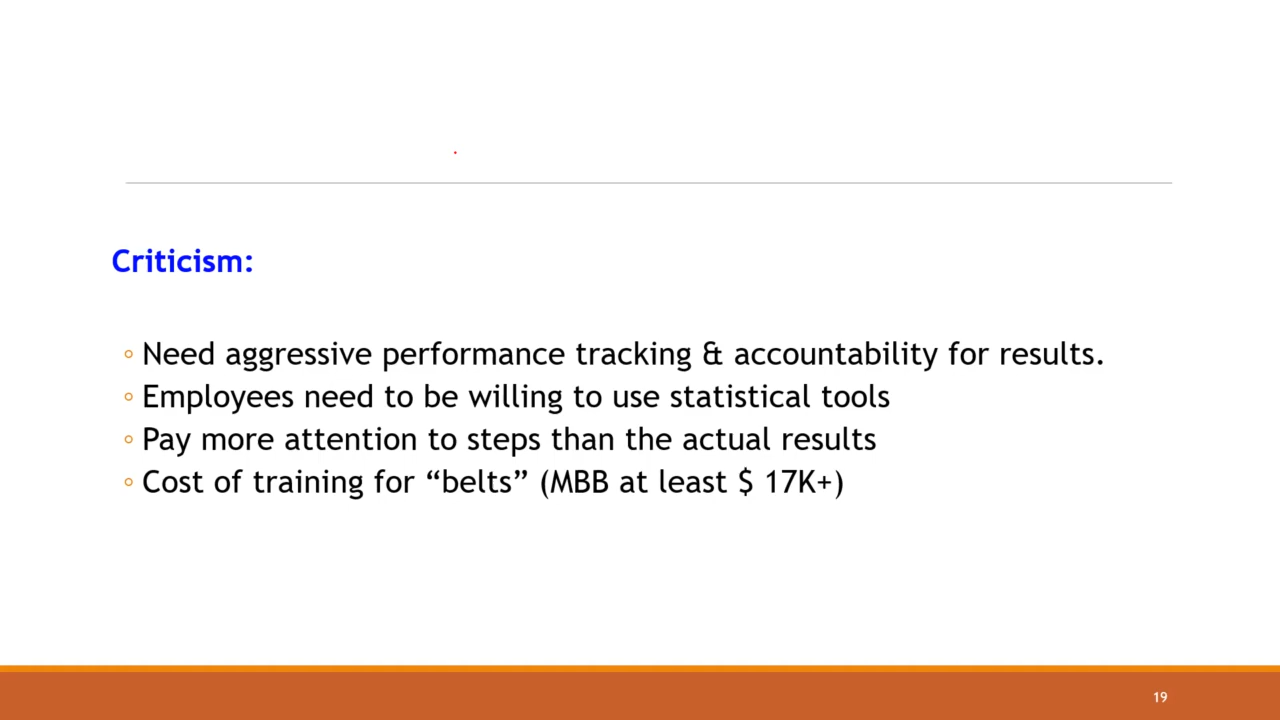 Criticism:
◦ Need aggressive performance tracking & accountability for results.
◦ Employees need to be willing to use statistical tools
◦ Pay more attention to steps than the actual results
◦ Cost of training for “belts” (MBB at least $ 17K+)
19